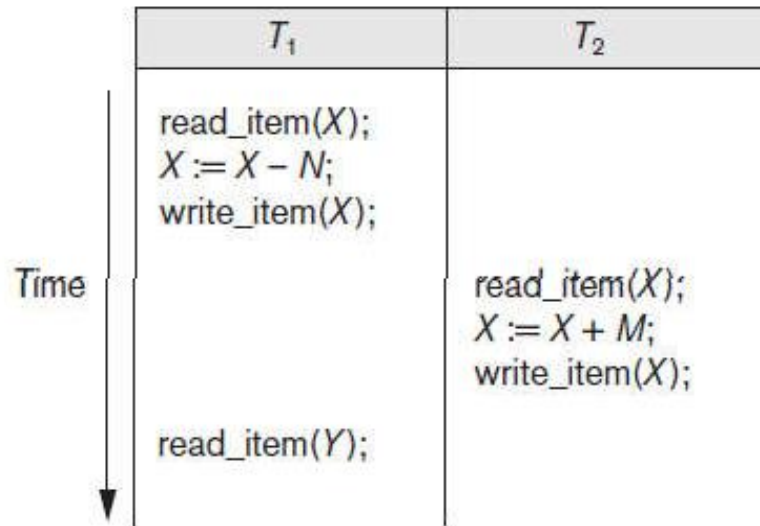 T₁ T₂
read_item(X);
X := X – N;
write_item(X);
Time
read_item(X);
X := X + M;
write_item(X);
read_item(Y);